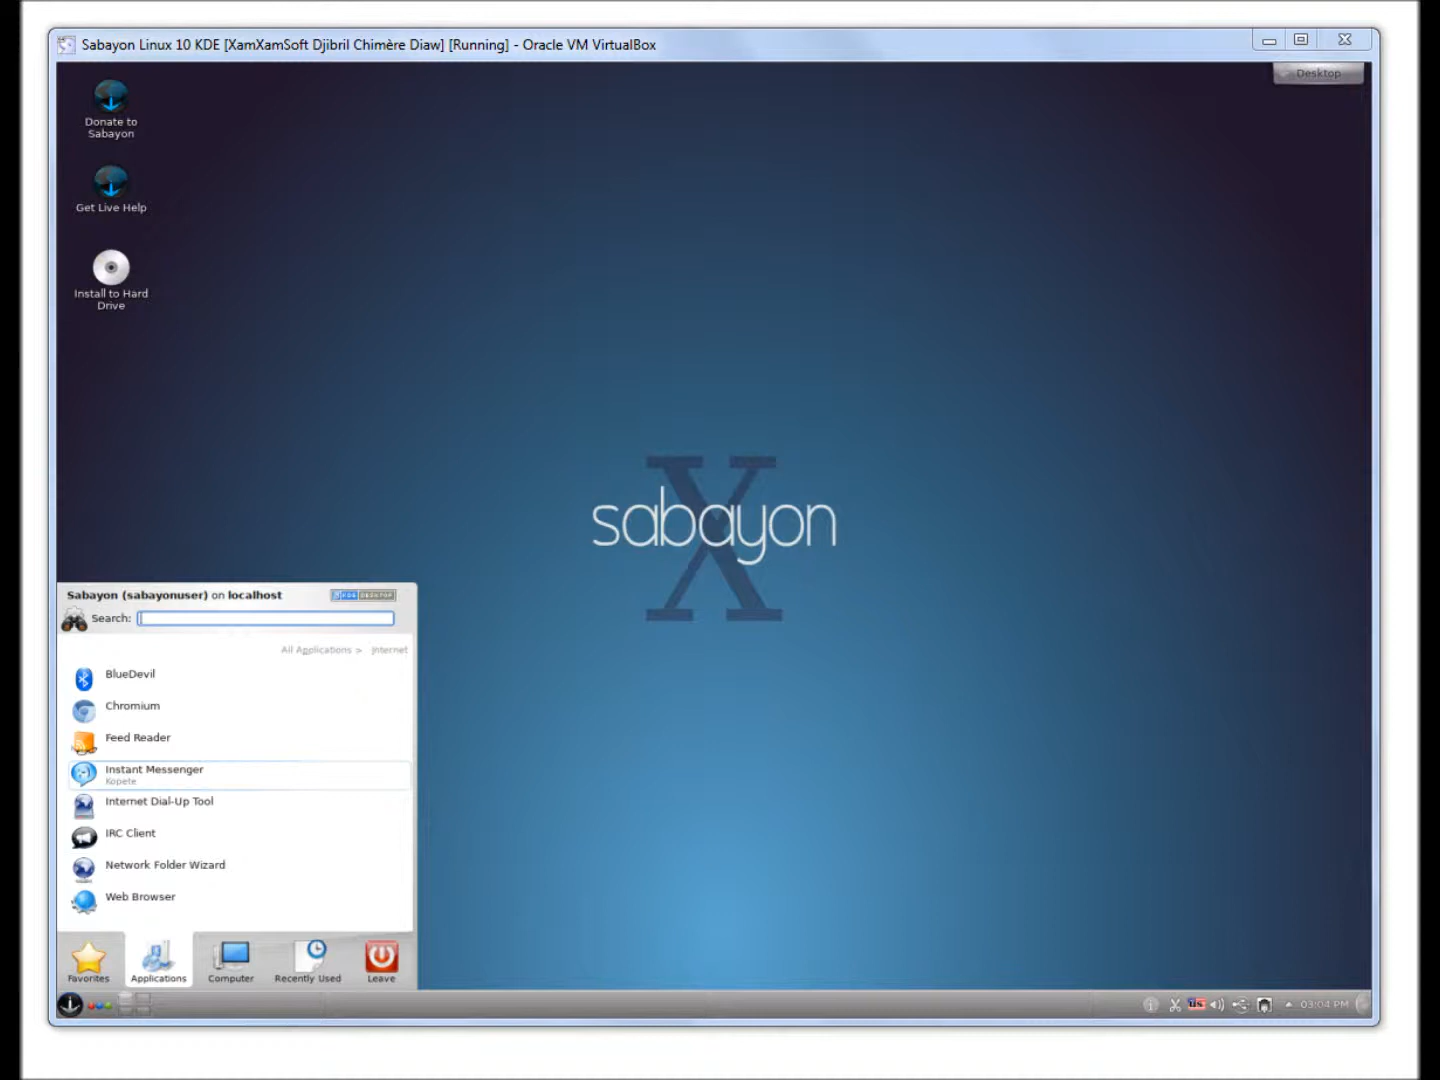 Sabayon Linux 10 KDE [XamXamSoft Djibril Chimère Diaw] [Running] - Oracle VM VirtualBox
Desktop
Donate to
Sabayon
Get Live Help
Install to Hard
Drive
X
sabayon
Sabayon (sabayonuser) on localhost
KDE DESKTOP
Search:
All Applications > Internet
BlueDevil
Chromium
Feed Reader
Instant Messenger
Kopete
Internet Dial-Up Tool
IRC Client
Network Folder Wizard
Web Browser
Favorites
Applications
Computer
Recently Used
Leave
US
03:04 PM